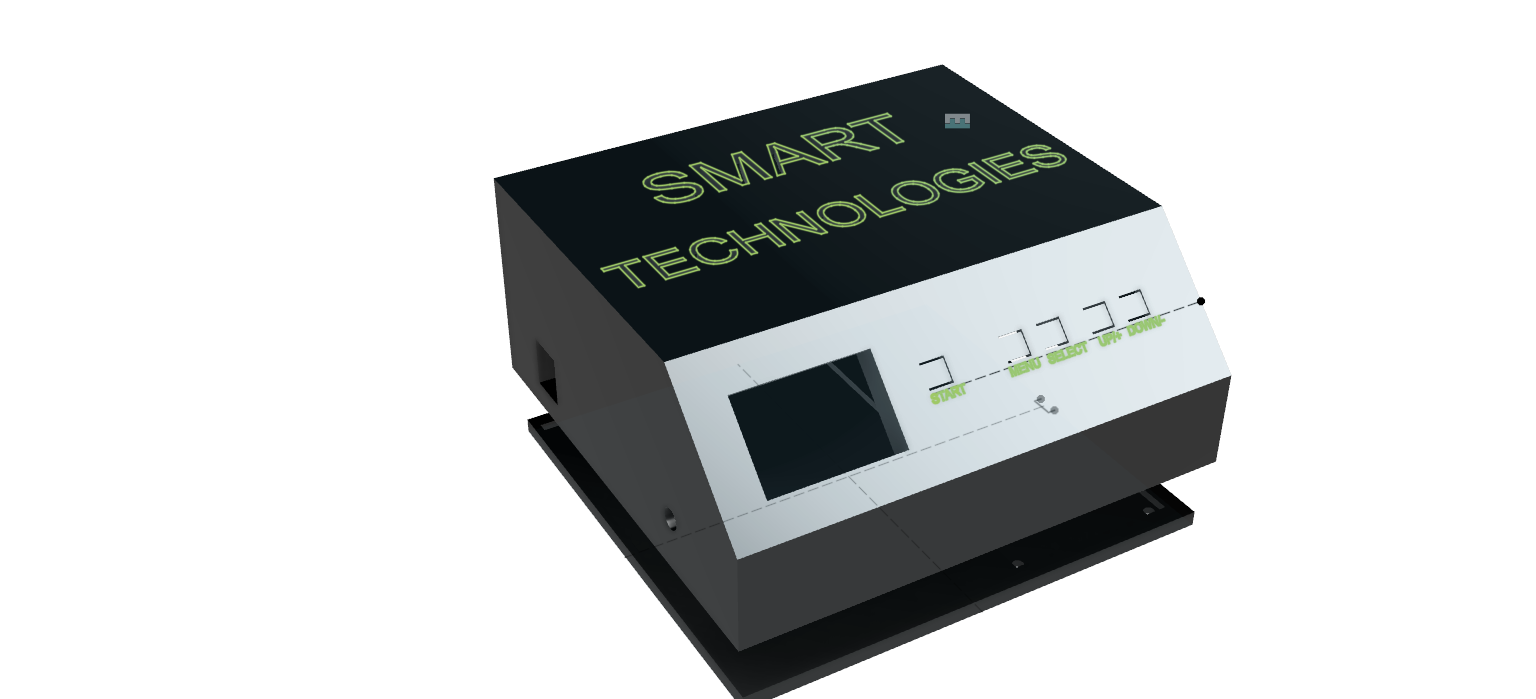 SMART
TECHNOLOGIES
START
MENU SELECT UP/+ DOWN/-